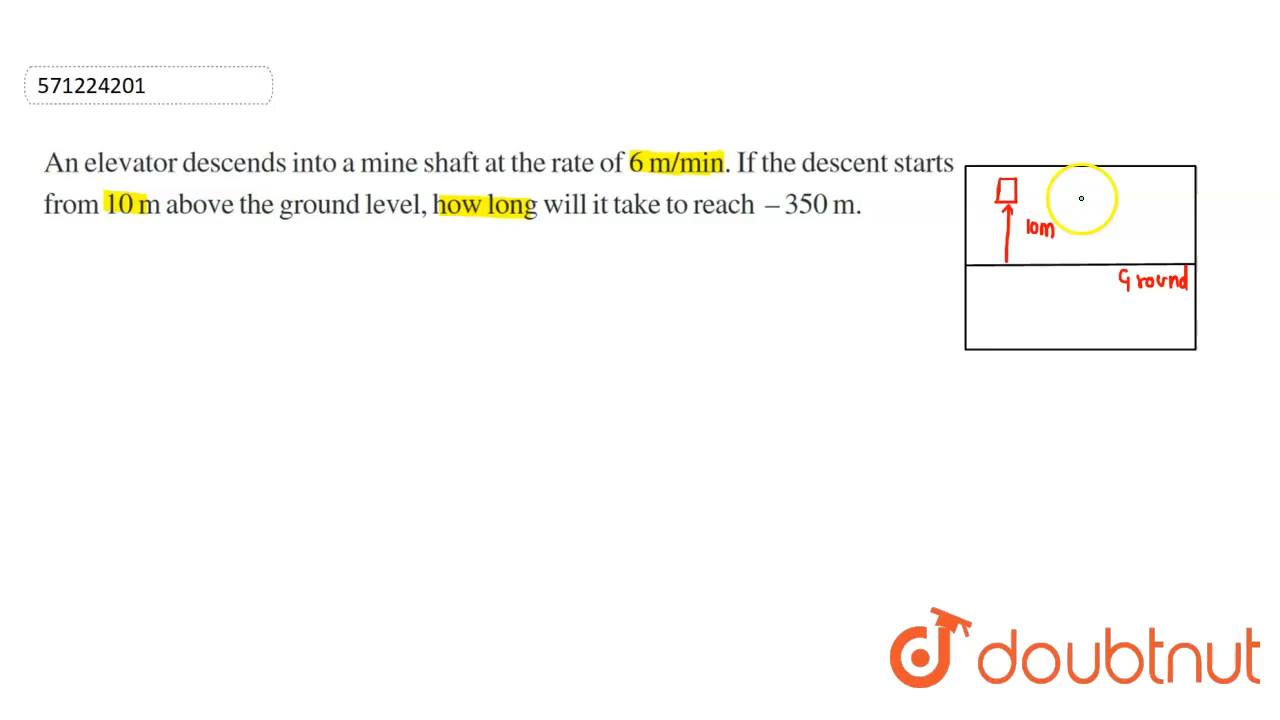 571224201
An elevator descends into a mine shaft at the rate of 6 m/min. If the descent starts
from 10 m above the ground level, how long will it take to reach – 350 m.
10m
Ground
doubtnut